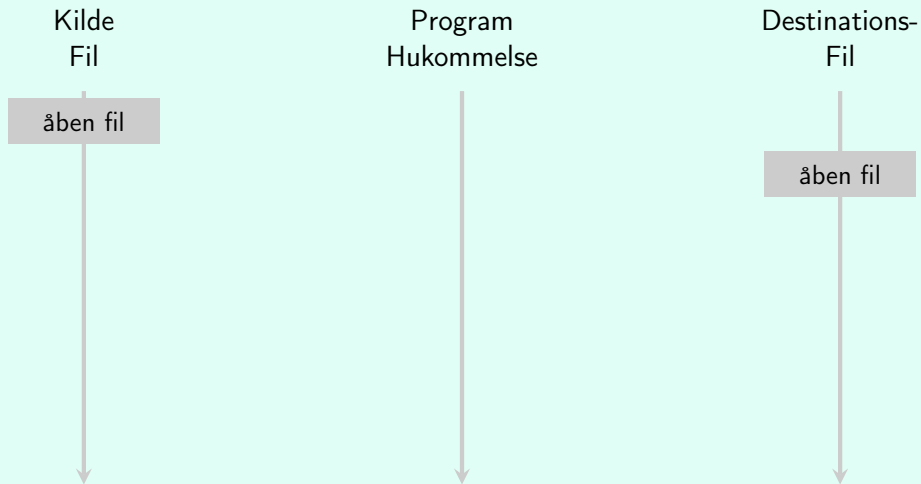 Kilde
Fil
Program
Hukommelse
Destinations-
Fil
åben fil
åben fil